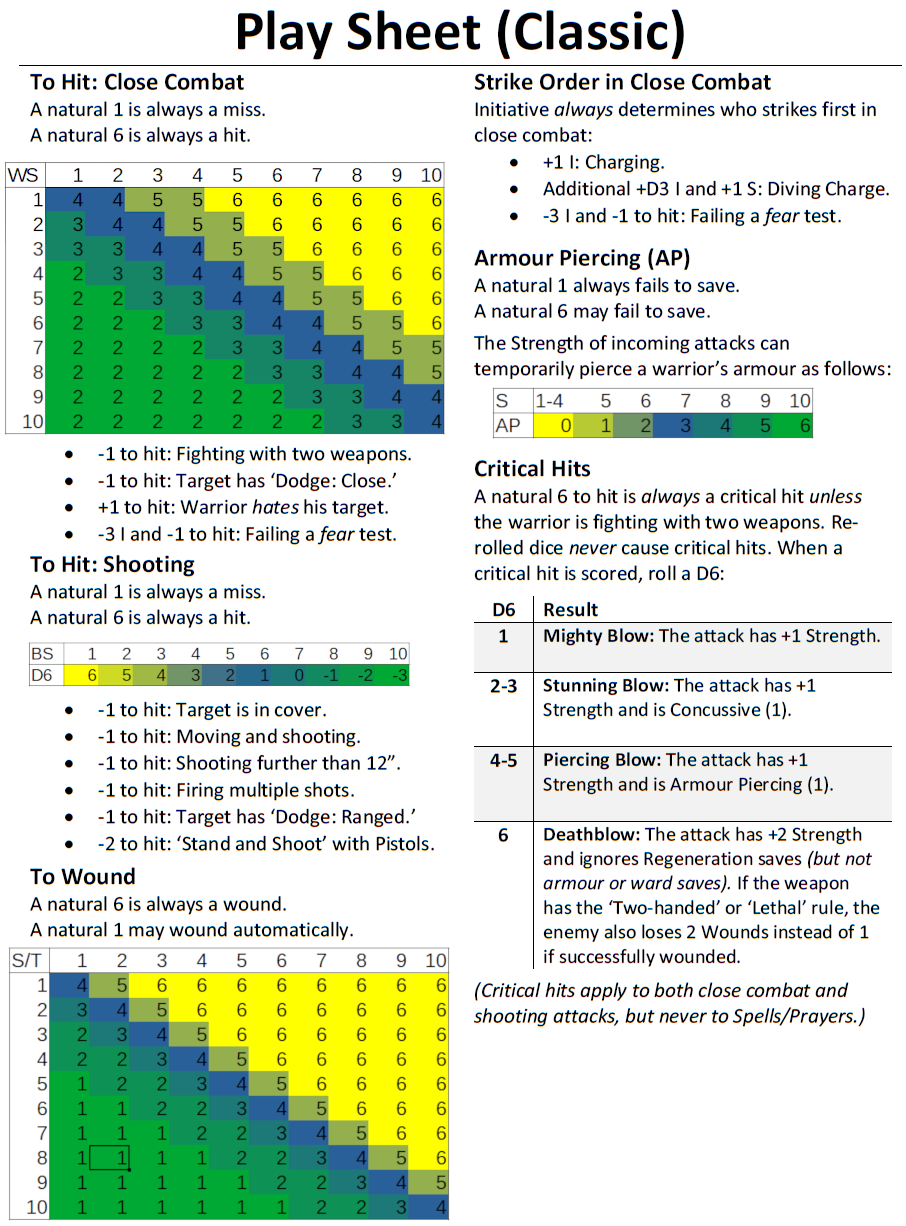 Play Sheet (Classic)
To Hit: Close Combat
A natural 1 is always a miss.
A natural 6 is always a hit.
WS 1 2 3 4 5 6 7 8 9 10
1 4 4 5 5 6 6 6 6 6 6
2 3 4 4 5 5 6 6 6 6 6
3 3 3 4 4 5 5 6 6 6 6
4 2 3 3 4 4 5 5 6 6 6
5 2 2 3 3 4 4 5 5 6 6
6 2 2 2 3 3 4 4 5 5 6
7 2 2 2 2 3 3 4 4 5 5
8 2 2 2 2 2 3 3 4 4 5
9 2 2 2 2 2 2 3 3 4 4
10 2 2 2 2 2 2 2 3 3 4
• -1 to hit: Fighting with two weapons.
• -1 to hit: Target has ‘Dodge: Close.’
• +1 to hit: Warrior hates his target.
• -3 I and -1 to hit: Failing a fear test.
To Hit: Shooting
A natural 1 is always a miss.
A natural 6 is always a hit.
BS 1 2 3 4 5 6 7 8 9 10
D6 6 5 4 3 2 1 0 -1 -2 -3
• -1 to hit: Target is in cover.
• -1 to hit: Moving and shooting.
• -1 to hit: Shooting further than 12”.
• -1 to hit: Firing multiple shots.
• -1 to hit: Target has ‘Dodge: Ranged.’
• -2 to hit: ‘Stand and Shoot’ with Pistols.
To Wound
A natural 6 is always a wound.
A natural 1 may wound automatically.
S/T 1 2 3 4 5 6 7 8 9 10
1 4 5 6 6 6 6 6 6 6 6
2 3 4 5 6 6 6 6 6 6 6
3 2 3 4 5 6 6 6 6 6 6
4 2 2 3 4 5 6 6 6 6 6
5 1 2 2 3 4 5 6 6 6 6
6 1 1 2 2 3 4 5 6 6 6
7 1 1 1 2 2 3 4 5 6 6
8 1 1 1 1 2 2 3 4 5 6
9 1 1 1 1 1 2 2 3 4 5
10 1 1 1 1 1 1 2 2 3 4
Strike Order in Close Combat
Initiative always determines who strikes first in
close combat:
• +1 I: Charging.
• Additional +D3 I and +1 S: Diving Charge.
• -3 I and -1 to hit: Failing a fear test.
Armour Piercing (AP)
A natural 1 always fails to save.
A natural 6 may fail to save.
The Strength of incoming attacks can
temporarily pierce a warrior’s armour as follows:
S 1-4 5 6 7 8 9 10
AP 0 1 2 3 4 5 6
Critical Hits
A natural 6 to hit is always a critical hit unless
the warrior is fighting with two weapons. Re-
rolled dice never cause critical hits. When a
critical hit is scored, roll a D6:
D6 Result
1 Mighty Blow: The attack has +1 Strength.
2-3 Stunning Blow: The attack has +1
Strength and is Concussive (1).
4-5 Piercing Blow: The attack has +1
Strength and is Armour Piercing (1).
6 Deathblow: The attack has +2 Strength
and ignores Regeneration saves (but not
armour or ward saves). If the weapon
has the ‘Two-handed’ or ‘Lethal’ rule, the
enemy also loses 2 Wounds instead of 1
if successfully wounded.
(Critical hits apply to both close combat and
shooting attacks, but never to Spells/Prayers.)